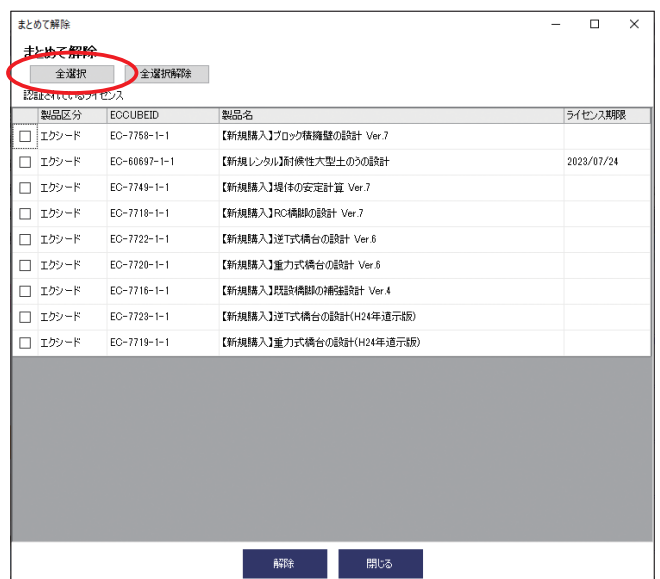 まとめて解除
まとめて解除
全選択 全選択解除
認証されているライセンス
製品区分 ECCUBEID 製品名 ライセンス期限
エクシード EC-7758-1-1 【新規購入】ブロック積擁壁の設計 Ver.7
エクシード EC-60697-1-1 【新規レンタル】耐候性大型土のうの設計 2023/07/24
エクシード EC-7749-1-1 【新規購入】堤体の安定計算 Ver.7
エクシード EC-7718-1-1 【新規購入】RC橋脚の設計 Ver.7
エクシード EC-7722-1-1 【新規購入】逆T式橋台の設計 Ver.6
エクシード EC-7720-1-1 【新規購入】重力式橋台の設計 Ver.6
エクシード EC-7716-1-1 【新規購入】既設橋脚の補強設計 Ver.4
エクシード EC-7723-1-1 【新規購入】逆T式橋台の設計(H24年道示版)
エクシード EC-7719-1-1 【新規購入】重力式橋台の設計(H24年道示版)
解除 閉じる